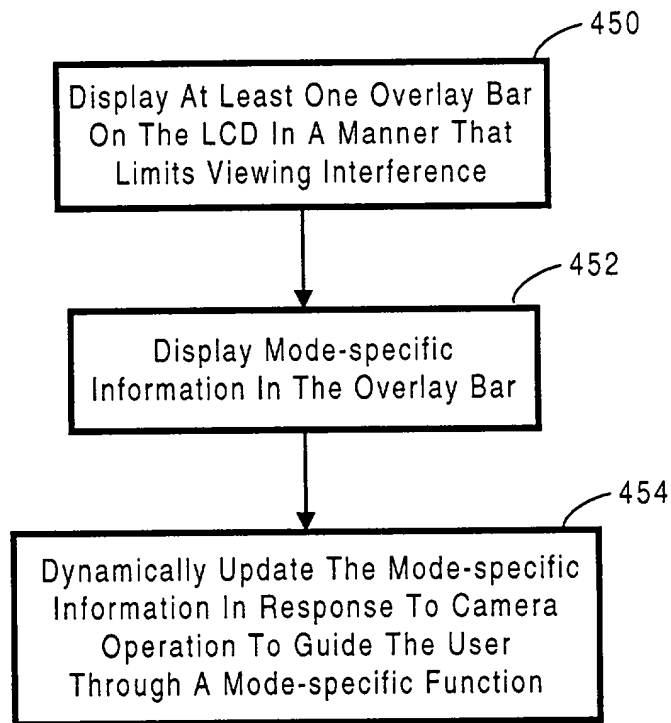 450
Display At Least One Overlay Bar
On The LCD In A Manner That
Limits Viewing Interference
452
Display Mode-specific
Information In The Overlay Bar
454
Dynamically Update The Mode-specific
Information In Response To Camera
Operation To Guide The User
Through A Mode-specific Function